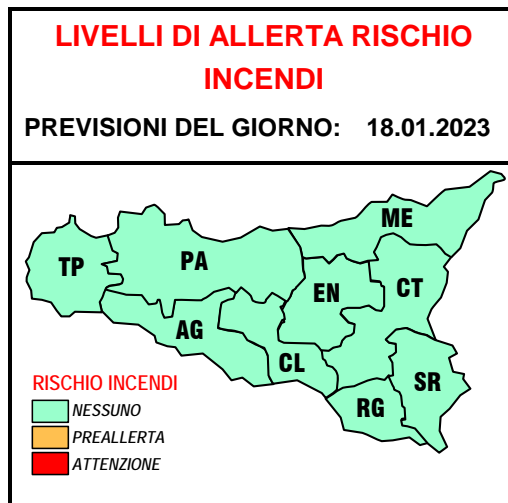 LIVELLI DI ALLERTA RISCHIO
INCENDI
PREVISIONI DEL GIORNO: 18.01.2023
ME
TP
PA
EN
CT
AG
CL
SR
RG
RISCHIO INCENDI
NESSUNO
PREALLERTA
ATTENZIONE